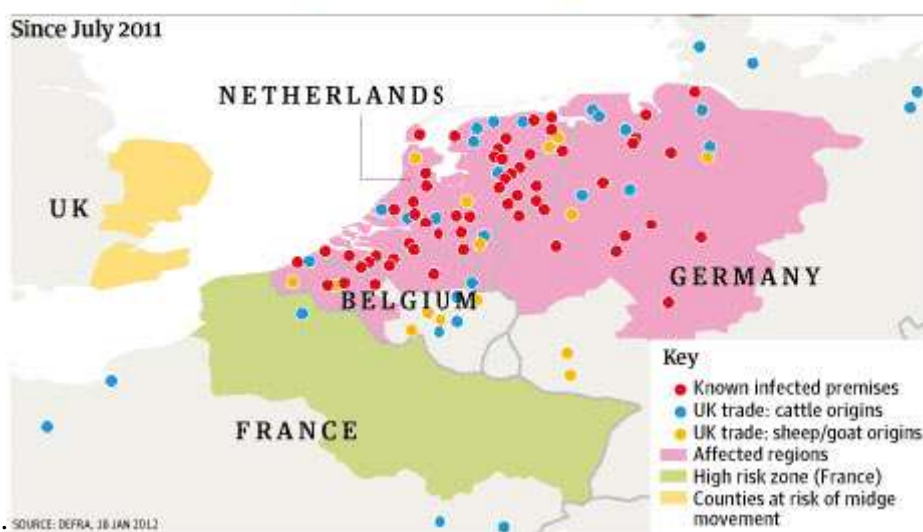 Since July 2011
NETHERLANDS
UK
GERMANY
BELGIUM
FRANCE
Key
Known infected premises
UK trade: cattle origins
UK trade: sheep/goat origins
Affected regions
High risk zone (France)
Counties at risk of midge
movement
SOURCE: DEFRA, 18 JAN 2012